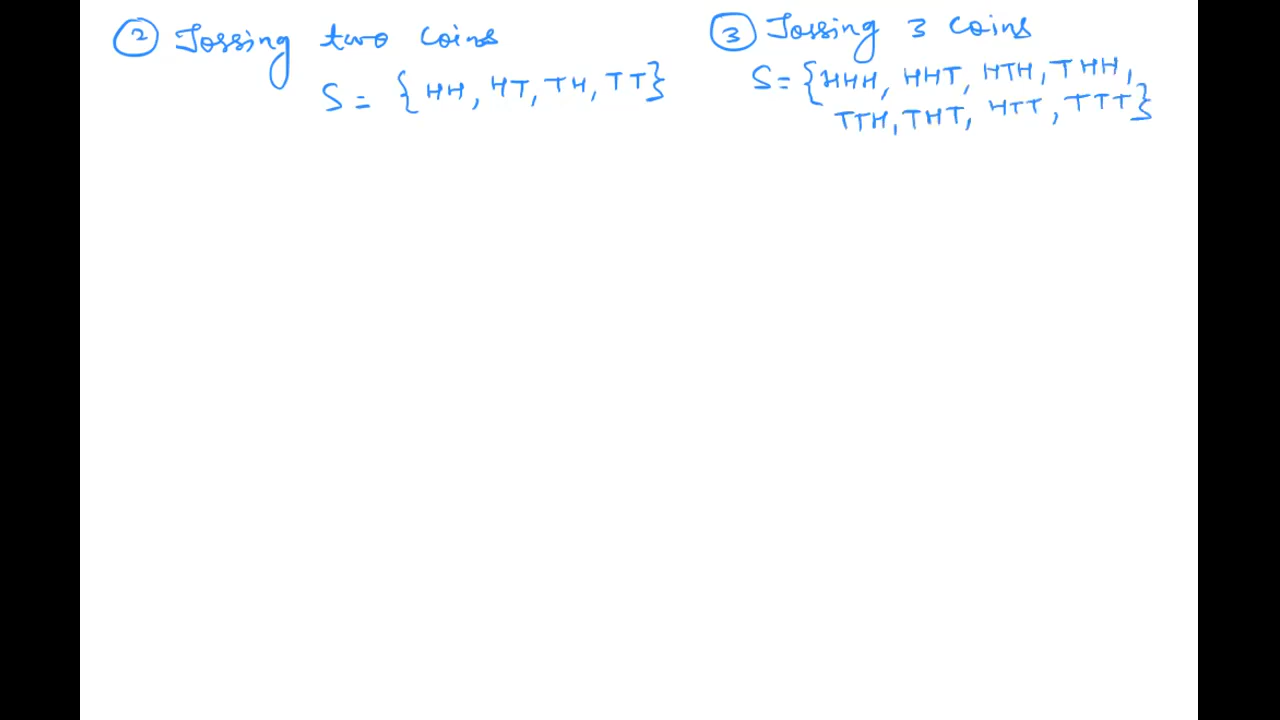 ② Tossing two coins
S = {HH, HT, TH, TT}
③ Tossing 3 coins
S = {HHH, HHT, HTH, THH,
TTH, THT, HTT, TTT}